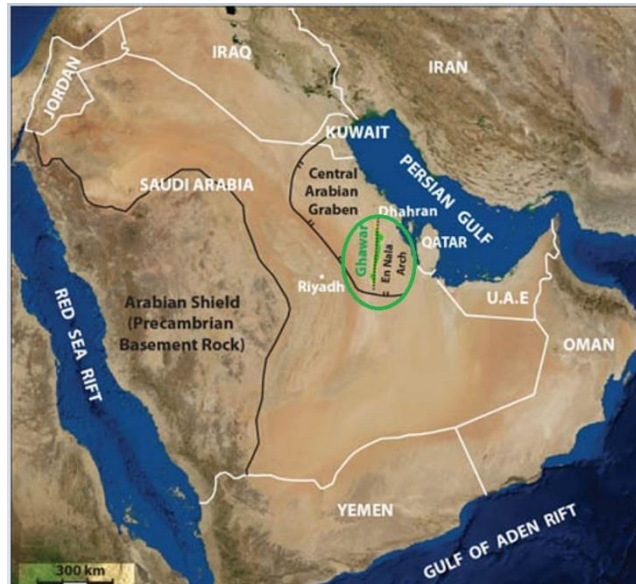 IRAQ
IRAN
JORDAN
KUWAIT
Central
Arabian
Graben
PERSIAN GULF
SAUDI ARABIA
Dhahran
QATAR
Ghawar
En Nala
Arch
Riyadh
U.A.E
Arabian Shield
(Precambrian
Basement Rock)
RED SEA RIFT
OMAN
YEMEN
GULF OF ADEN RIFT
300 km